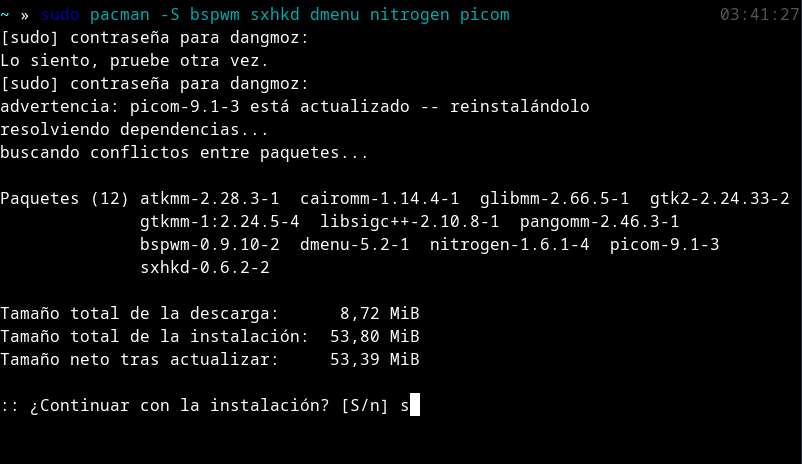 ~ » sudo pacman -S bspwm sxhkd dmenu nitrogen picom 03:41:27
[sudo] contraseña para dangmoz:
Lo siento, pruebe otra vez.
[sudo] contraseña para dangmoz:
advertencia: picom-9.1-3 está actualizado -- reinstalándolo
resolviendo dependencias...
buscando conflictos entre paquetes...
Paquetes (12) atkmm-2.28.3-1 cairomm-1.14.4-1 glibmm-2.66.5-1 gtk2-2.24.33-2
gtkmm-1:2.24.5-4 libsigc++-2.10.8-1 pangomm-2.46.3-1
bspwm-0.9.10-2 dmenu-5.2-1 nitrogen-1.6.1-4 picom-9.1-3
sxhkd-0.6.2-2
Tamaño total de la descarga: 8,72 MiB
Tamaño total de la instalación: 53,80 MiB
Tamaño neto tras actualizar: 53,39 MiB
:: ¿Continuar con la instalación? [S/n] s